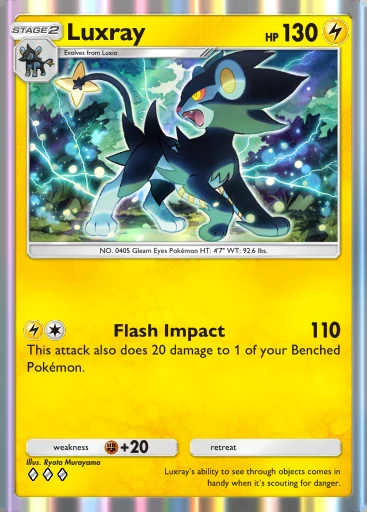 STAGE2 Luxray HP 130
Evolves from Luxio
NO. 0405 Gleam Eyes Pokémon HT: 4'7" WT: 92.6 lbs.
Flash Impact 110
This attack also does 20 damage to 1 of your Benched
Pokémon.
weakness +20 retreat
Illus. Ryota Murayama
Luxray's ability to see through objects comes in
handy when it's scouting for danger.